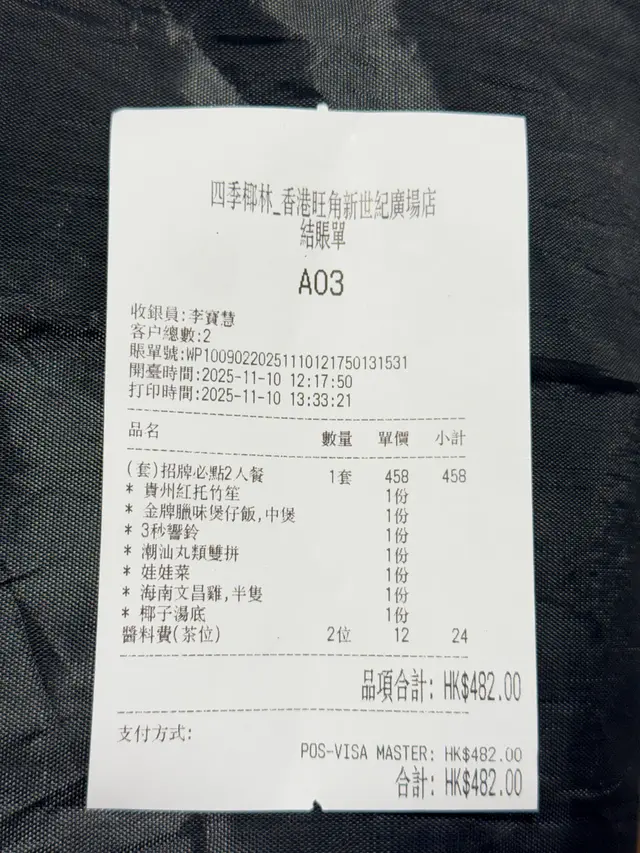 四季椰林_香港旺角新世紀廣場店
結賬單
A03
收銀員:李寶慧
客户總數:2
賬單號:WP10090220251110121750131531
開臺時間:2025-11-10 12:17:50
打印時間:2025-11-10 13:33:21
品名 數量 單價 小計
(套)招牌必點2人餐 1套 458 458
* 貴州紅托竹笙 1份
* 金牌臘味煲仔飯,中煲 1份
* 3秒響鈴 1份
* 潮汕丸類雙拼 1份
* 娃娃菜 1份
* 海南文昌雞,半隻 1份
* 椰子湯底 1份
醬料費(茶位) 2位 12 24
品項合計: HK$482.00
支付方式:
POS-VISA MASTER: HK$482.00
合計: HK$482.00